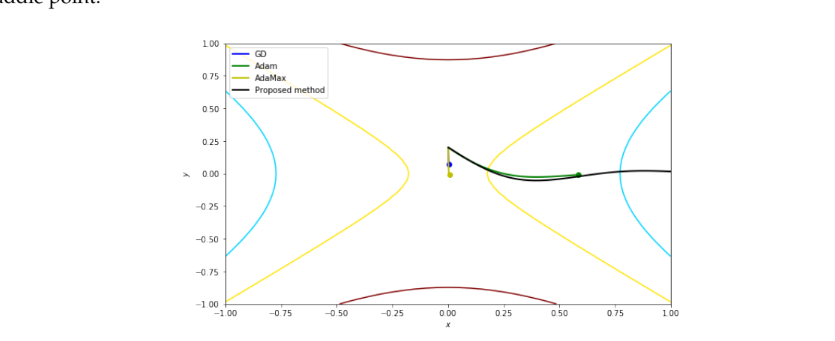 point.
1.00
GD
Adam
0.75
AdaMax
Proposed method
0.50
0.25
y
0.00
−0.25
−0.50
−0.75
−1.00
−1.00 −0.75 −0.50 −0.25 0.00 0.25 0.50 0.75 1.00
x